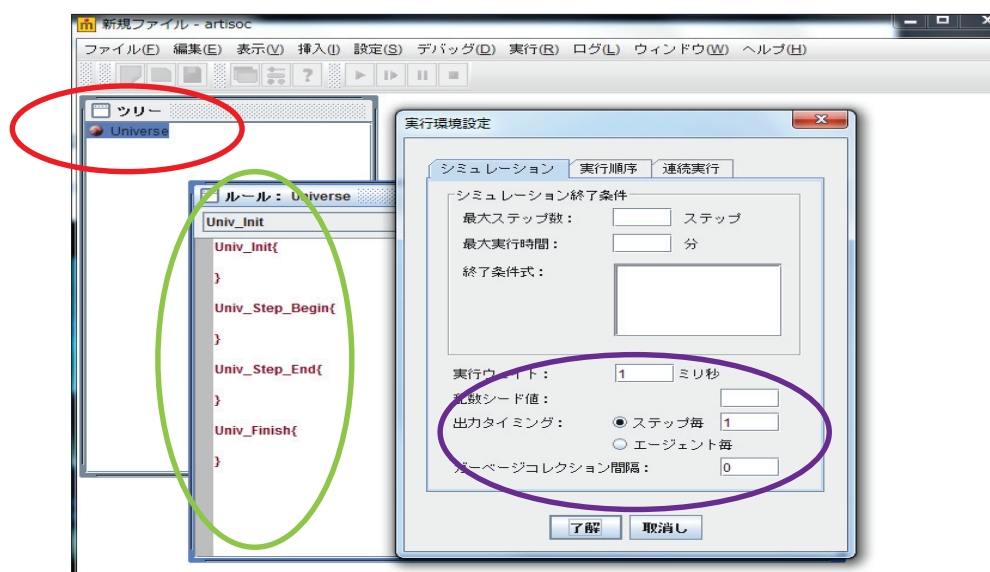 新規ファイル - artisoc
ファイル(F) 編集(E) 表示(V) 挿入(I) 設定(S) デバッグ(D) 実行(R) ログ(L) ウィンドウ(W) ヘルプ(H)
ツリー
Universe
ルール： Universe
Univ_Init
Univ_Init{
}
Univ_Step_Begin{
}
Univ_Step_End{
}
Univ_Finish{
}
実行環境設定
シミュレーション 実行順序 連続実行
シミュレーション終了条件
最大ステップ数： ステップ
最大実行時間： 分
終了条件式：
実行ウェイト： 1 ミリ秒
乱数シード値：
出力タイミング： ステップ毎 1
エージェント毎
ガーベージコレクション間隔： 0
了解 取消し